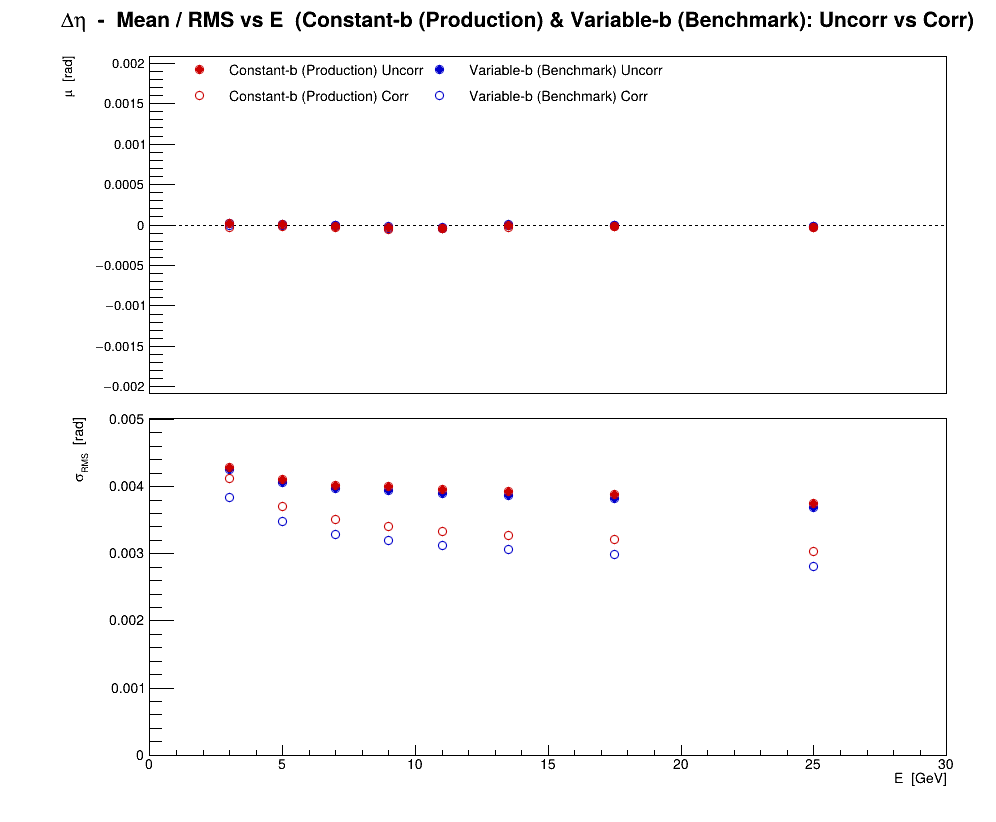 Δη - Mean / RMS vs E (Constant-b (Production) & Variable-b (Benchmark): Uncorr vs Corr)
μ [rad]
Constant-b (Production) Uncorr
Variable-b (Benchmark) Uncorr
Constant-b (Production) Corr
Variable-b (Benchmark) Corr
0.002
0.0015
0.001
0.0005
0
−0.0005
−0.001
−0.0015
−0.002
σRMS [rad]
0.005
0.004
0.003
0.002
0.001
0
0 5 10 15 20 25 30
E [GeV]